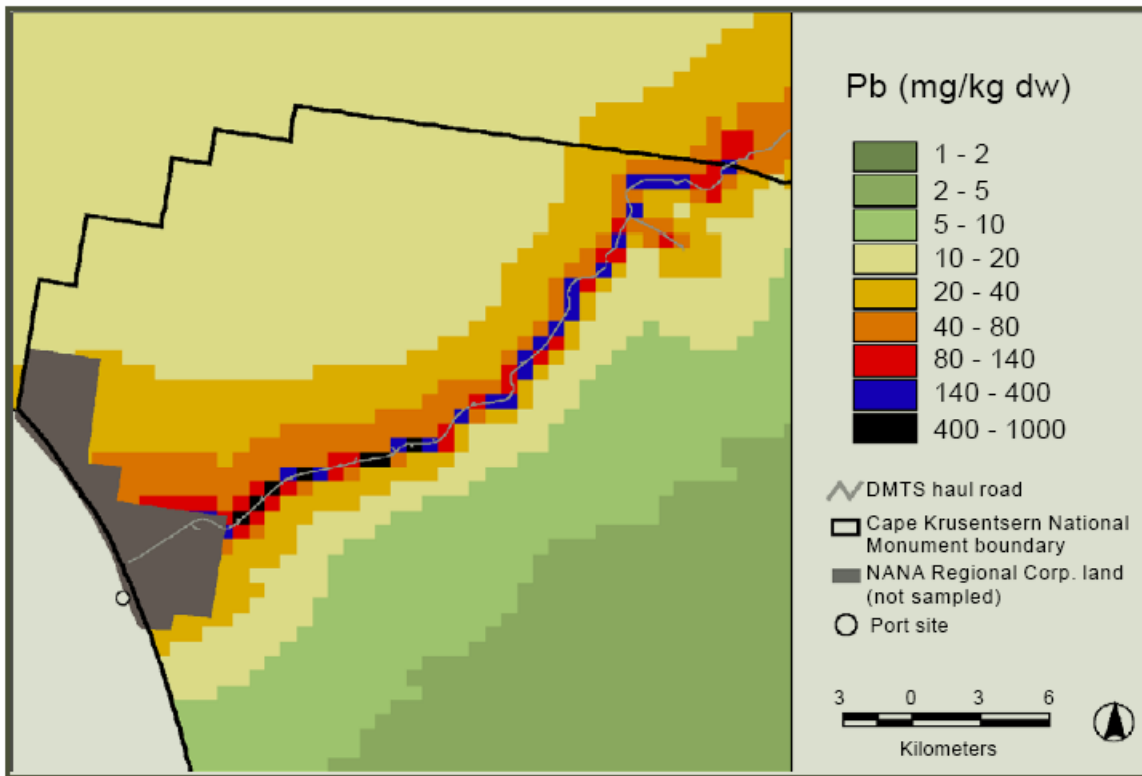 Pb (mg/kg dw)
1 - 2
2 - 5
5 - 10
10 - 20
20 - 40
40 - 80
80 - 140
140 - 400
400 - 1000
DMTS haul road
Cape Krusentsern National
Monument boundary
NANA Regional Corp. land
(not sampled)
Port site
3 0 3 6
Kilometers